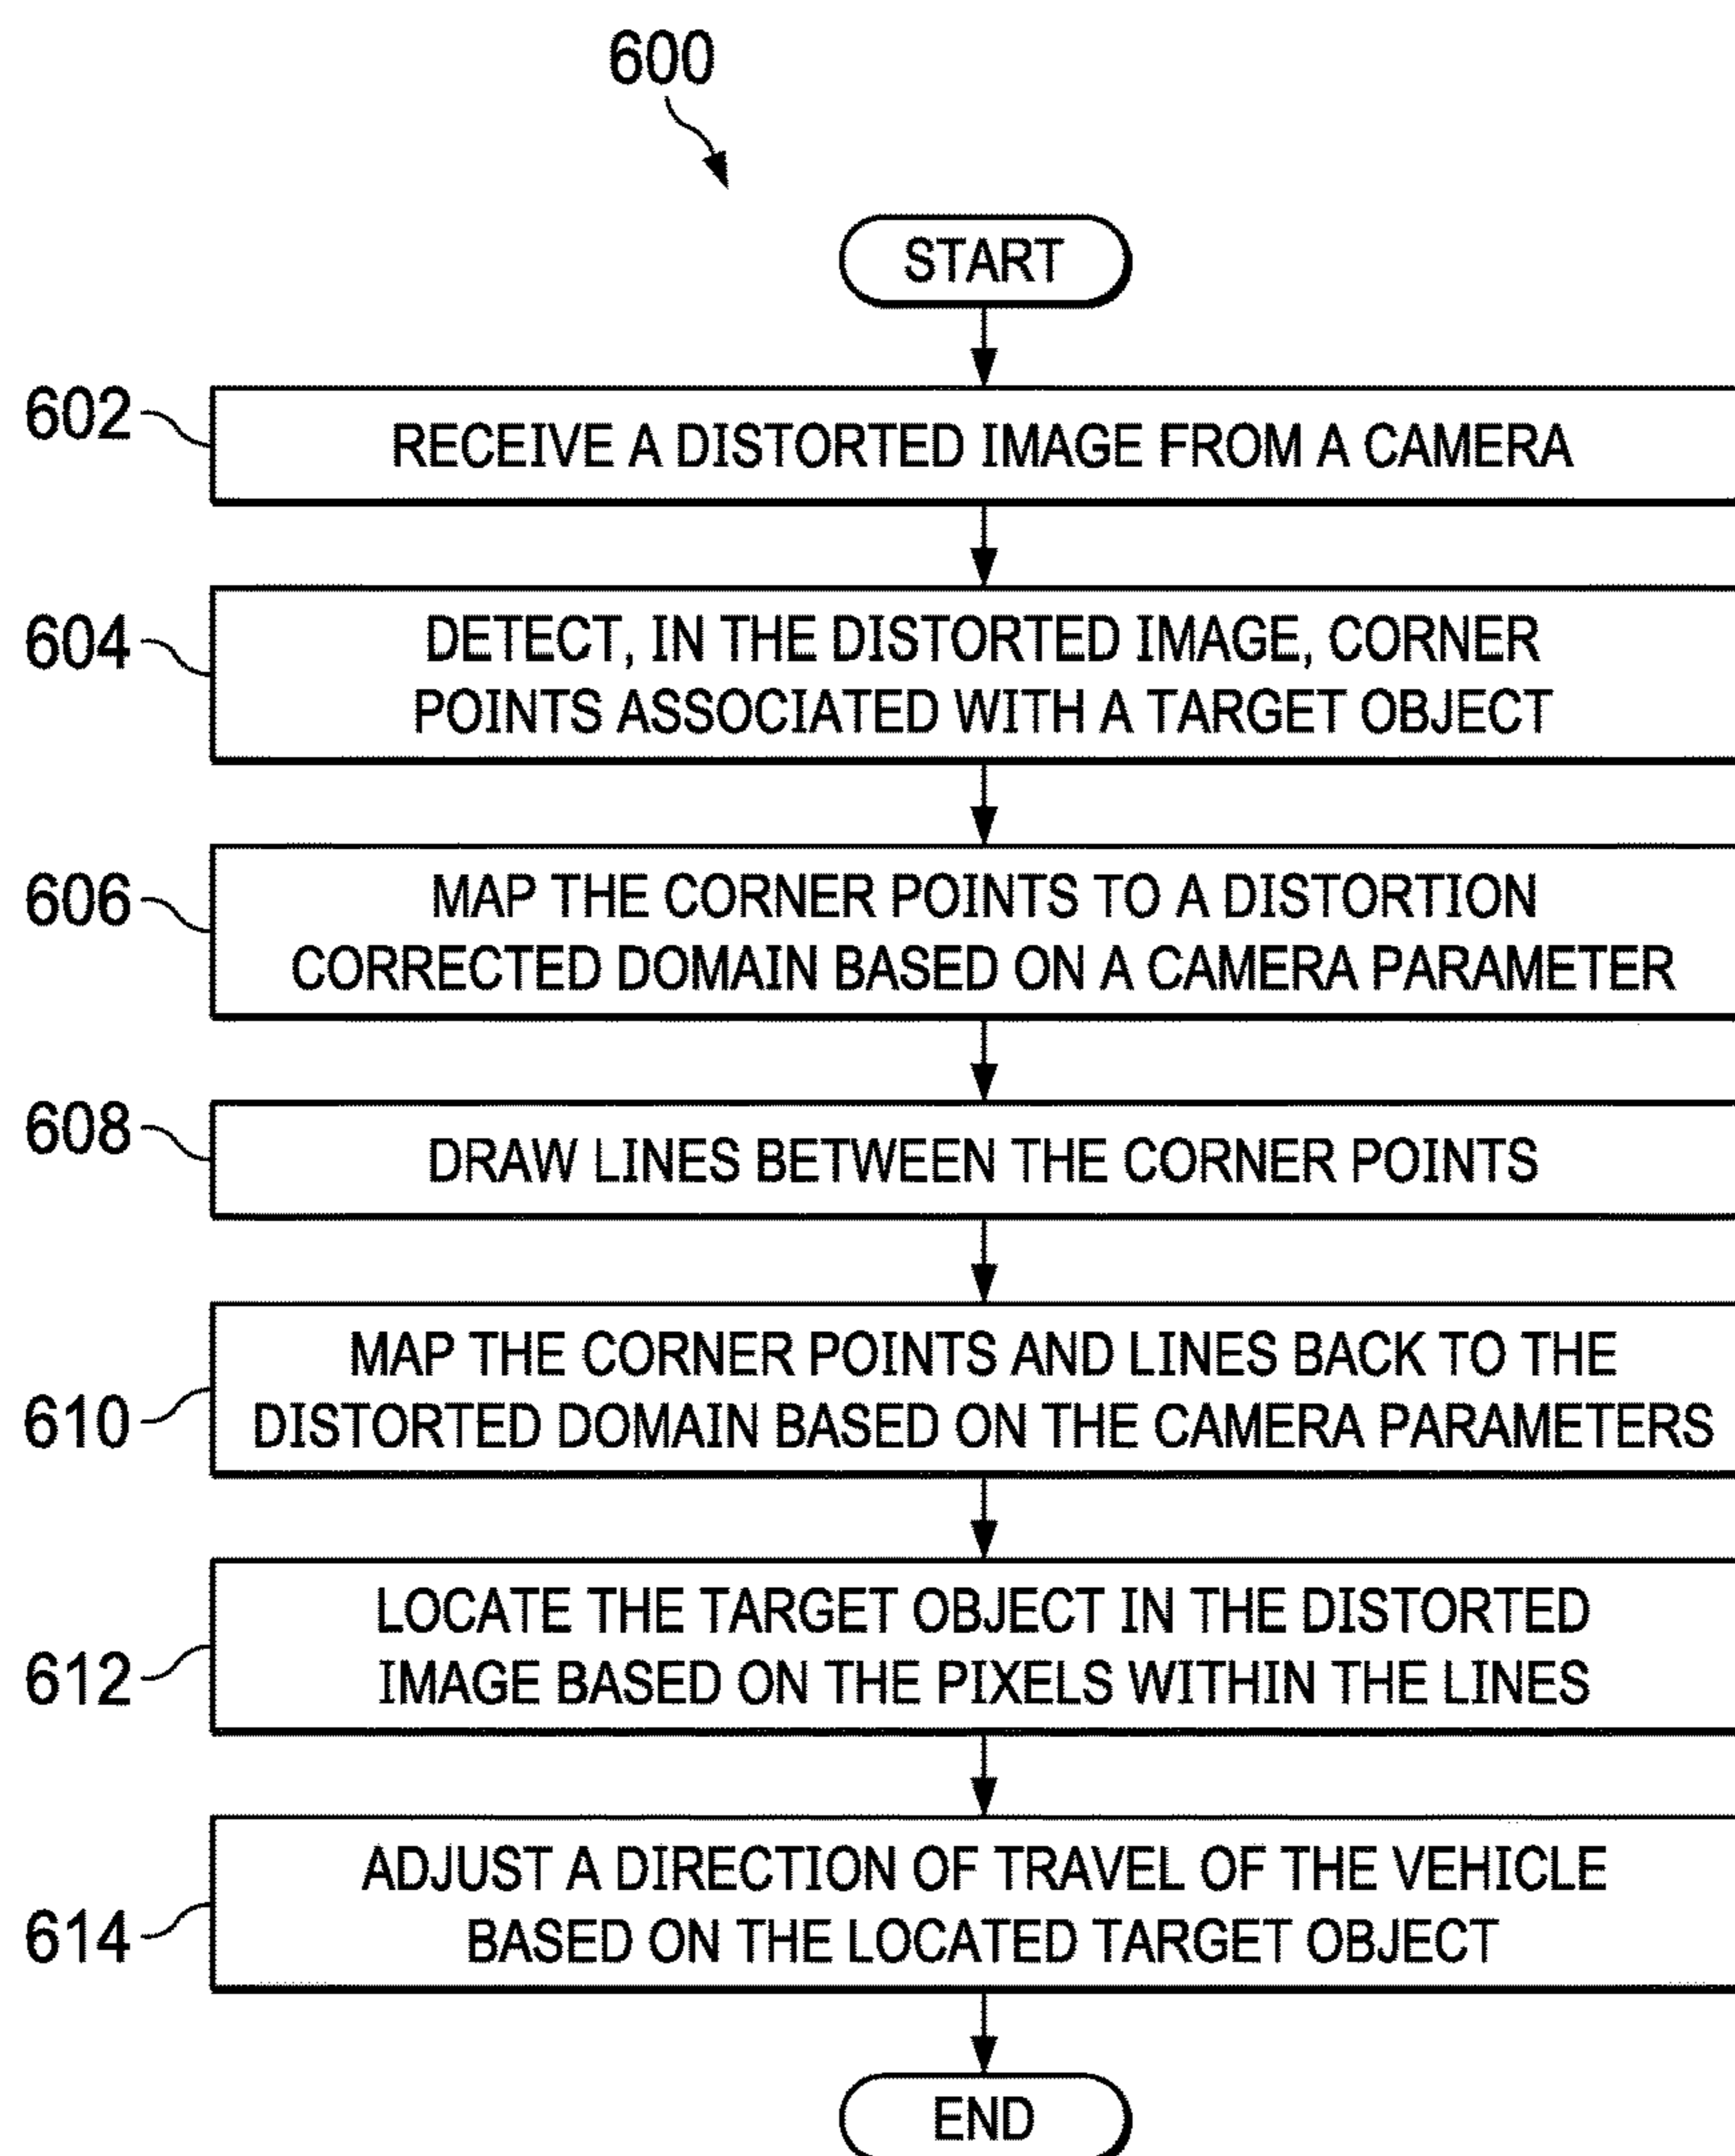 600
START
602
RECEIVE A DISTORTED IMAGE FROM A CAMERA
604
DETECT, IN THE DISTORTED IMAGE, CORNER
POINTS ASSOCIATED WITH A TARGET OBJECT
606
MAP THE CORNER POINTS TO A DISTORTION
CORRECTED DOMAIN BASED ON A CAMERA PARAMETER
608
DRAW LINES BETWEEN THE CORNER POINTS
610
MAP THE CORNER POINTS AND LINES BACK TO THE
DISTORTED DOMAIN BASED ON THE CAMERA PARAMETERS
612
LOCATE THE TARGET OBJECT IN THE DISTORTED
IMAGE BASED ON THE PIXELS WITHIN THE LINES
614
ADJUST A DIRECTION OF TRAVEL OF THE VEHICLE
BASED ON THE LOCATED TARGET OBJECT
END